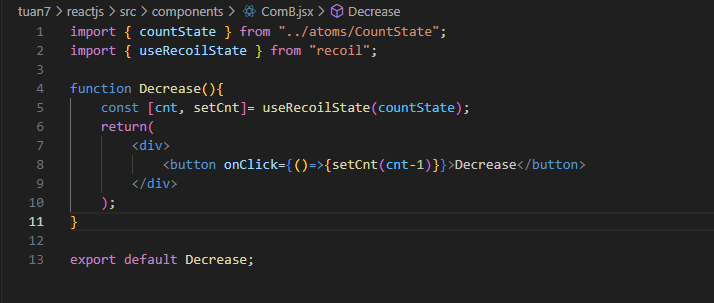 tuan7 > reactjs > src > components > ComB.jsx > Decrease
1 import { countState } from "../atoms/CountState";
2 import { useRecoilState } from "recoil";
3
4 function Decrease(){
5     const [cnt, setCnt]= useRecoilState(countState);
6     return(
7         <div>
8             <button onClick={()=>{setCnt(cnt-1)}}>Decrease</button>
9         </div>
10     );
11 }
12
13 export default Decrease;